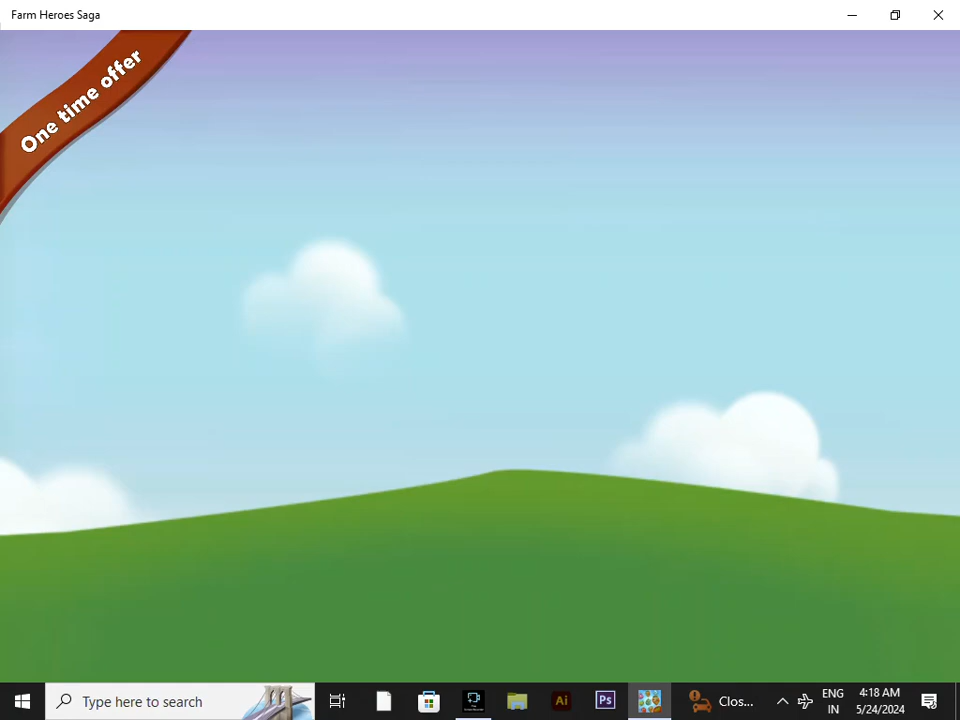 Farm Heroes Saga
One time offer
Type here to search
Ai
Ps
Clos...
ENG
IN
4:18 AM
5/24/2024